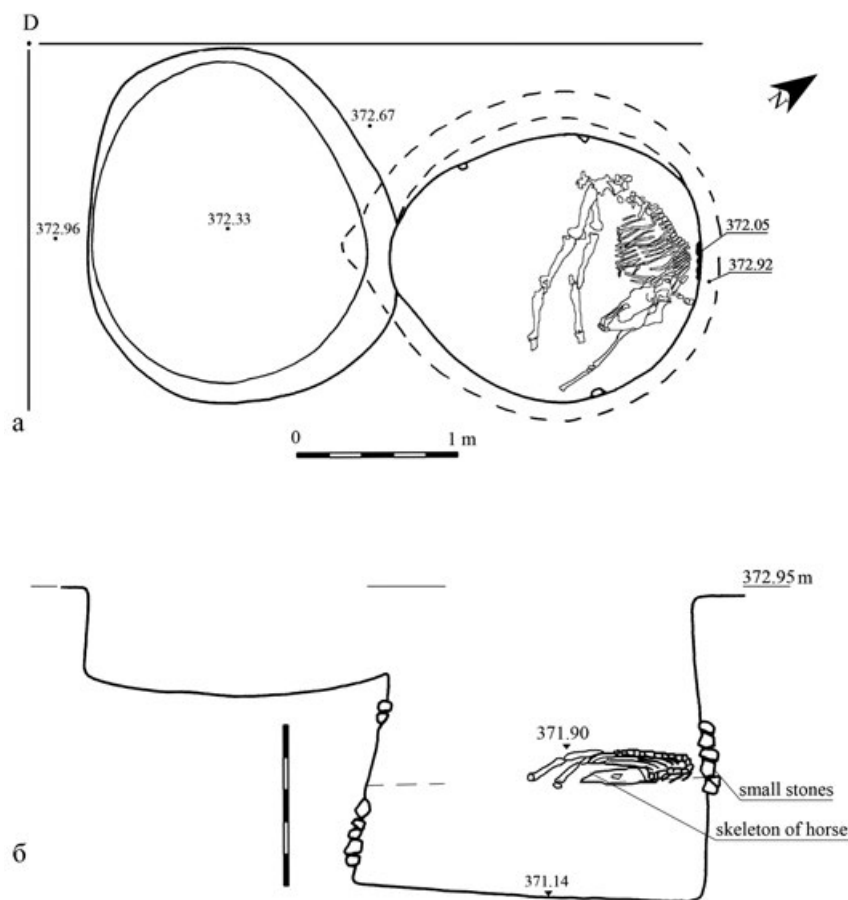 D
N
372.67
372.96
372.33
372.05
372.92
а
0 1 m
372.95 m
371.90
small stones
skeleton of horse
б
371.14